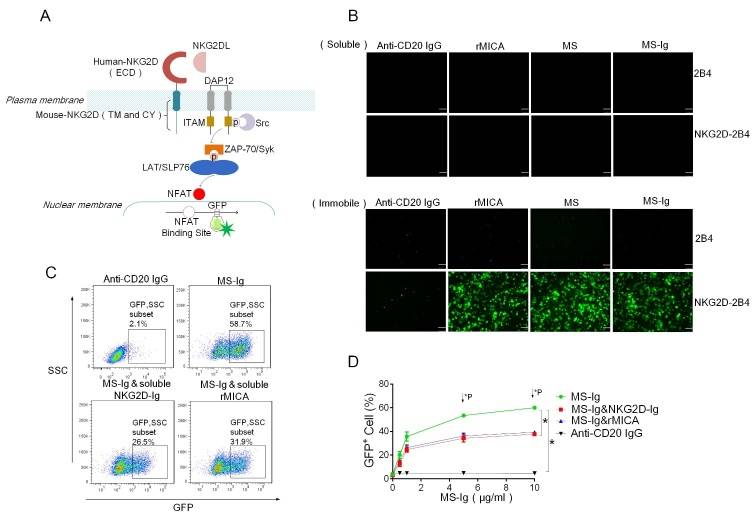 A
NKG2DL
Human-NKG2D
( ECD )
DAP12
Plasma membrane
Mouse-NKG2D ( TM and CY )
ITAM
p
Src
ZAP-70/Syk
p
LAT/SLP76
NFAT
GFP
Nuclear membrane
NFAT
Binding Site
B
( Soluble )
Anti-CD20 IgG
rMICA
MS
MS-Ig
2B4
NKG2D-2B4
( Immobile )
Anti-CD20 IgG
rMICA
MS
MS-Ig
2B4
NKG2D-2B4
C
Anti-CD20 IgG
GFP,SSC
subset
2.1%
MS-Ig
GFP,SSC
subset
58.7%
MS-Ig & soluble
NKG2D-Ig
GFP,SSC
subset
26.5%
MS-Ig & soluble
rMICA
GFP,SSC
subset
31.9%
SSC
GFP
D
GFP+ Cell (%)
80
60
40
20
0
0 2 4 6 8 10
MS-Ig ( μg/ml )
*P
*P
MS-Ig
MS-Ig&NKG2D-Ig
MS-Ig&rMICA
Anti-CD20 IgG
*
*